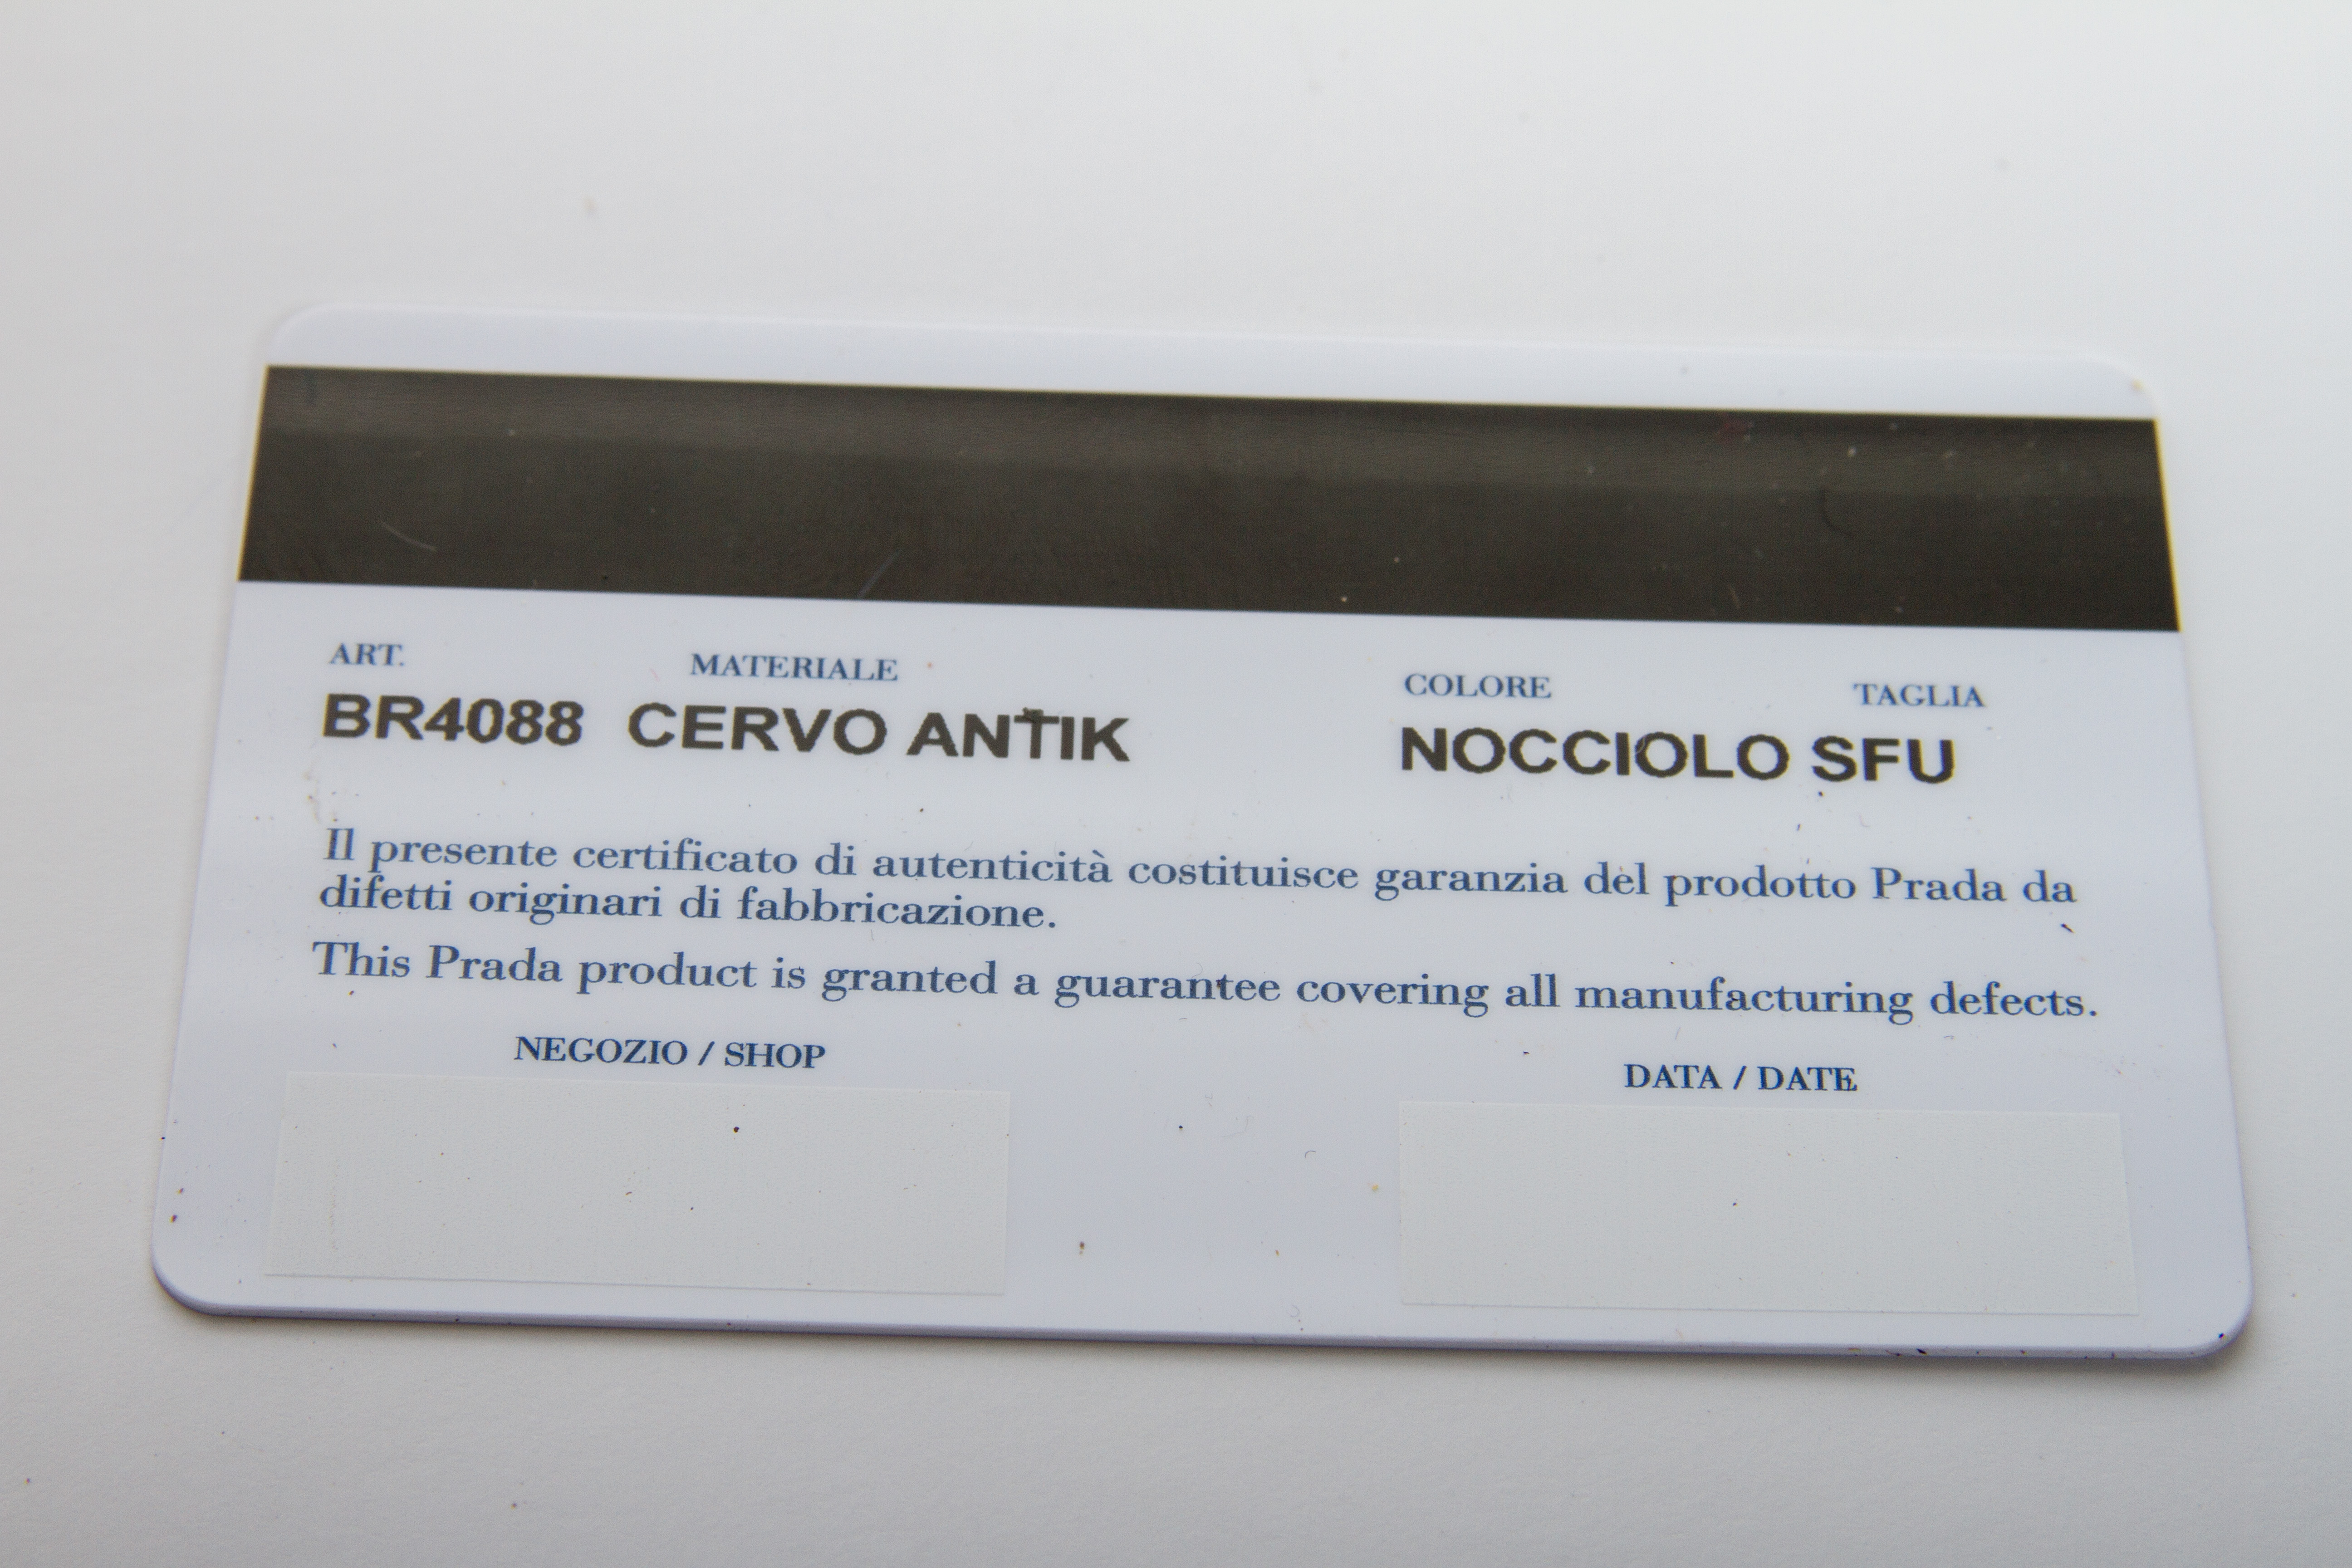 ART. MATERIALE COLORE TAGLIA
BR4088 CERVO ANTIK NOCCIOLO SFU
Il presente certificato di autenticità costituisce garanzia del prodotto Prada da
difetti originari di fabbricazione.
This Prada product is granted a guarantee covering all manufacturing defects.
NEGOZIO / SHOP DATA / DATE